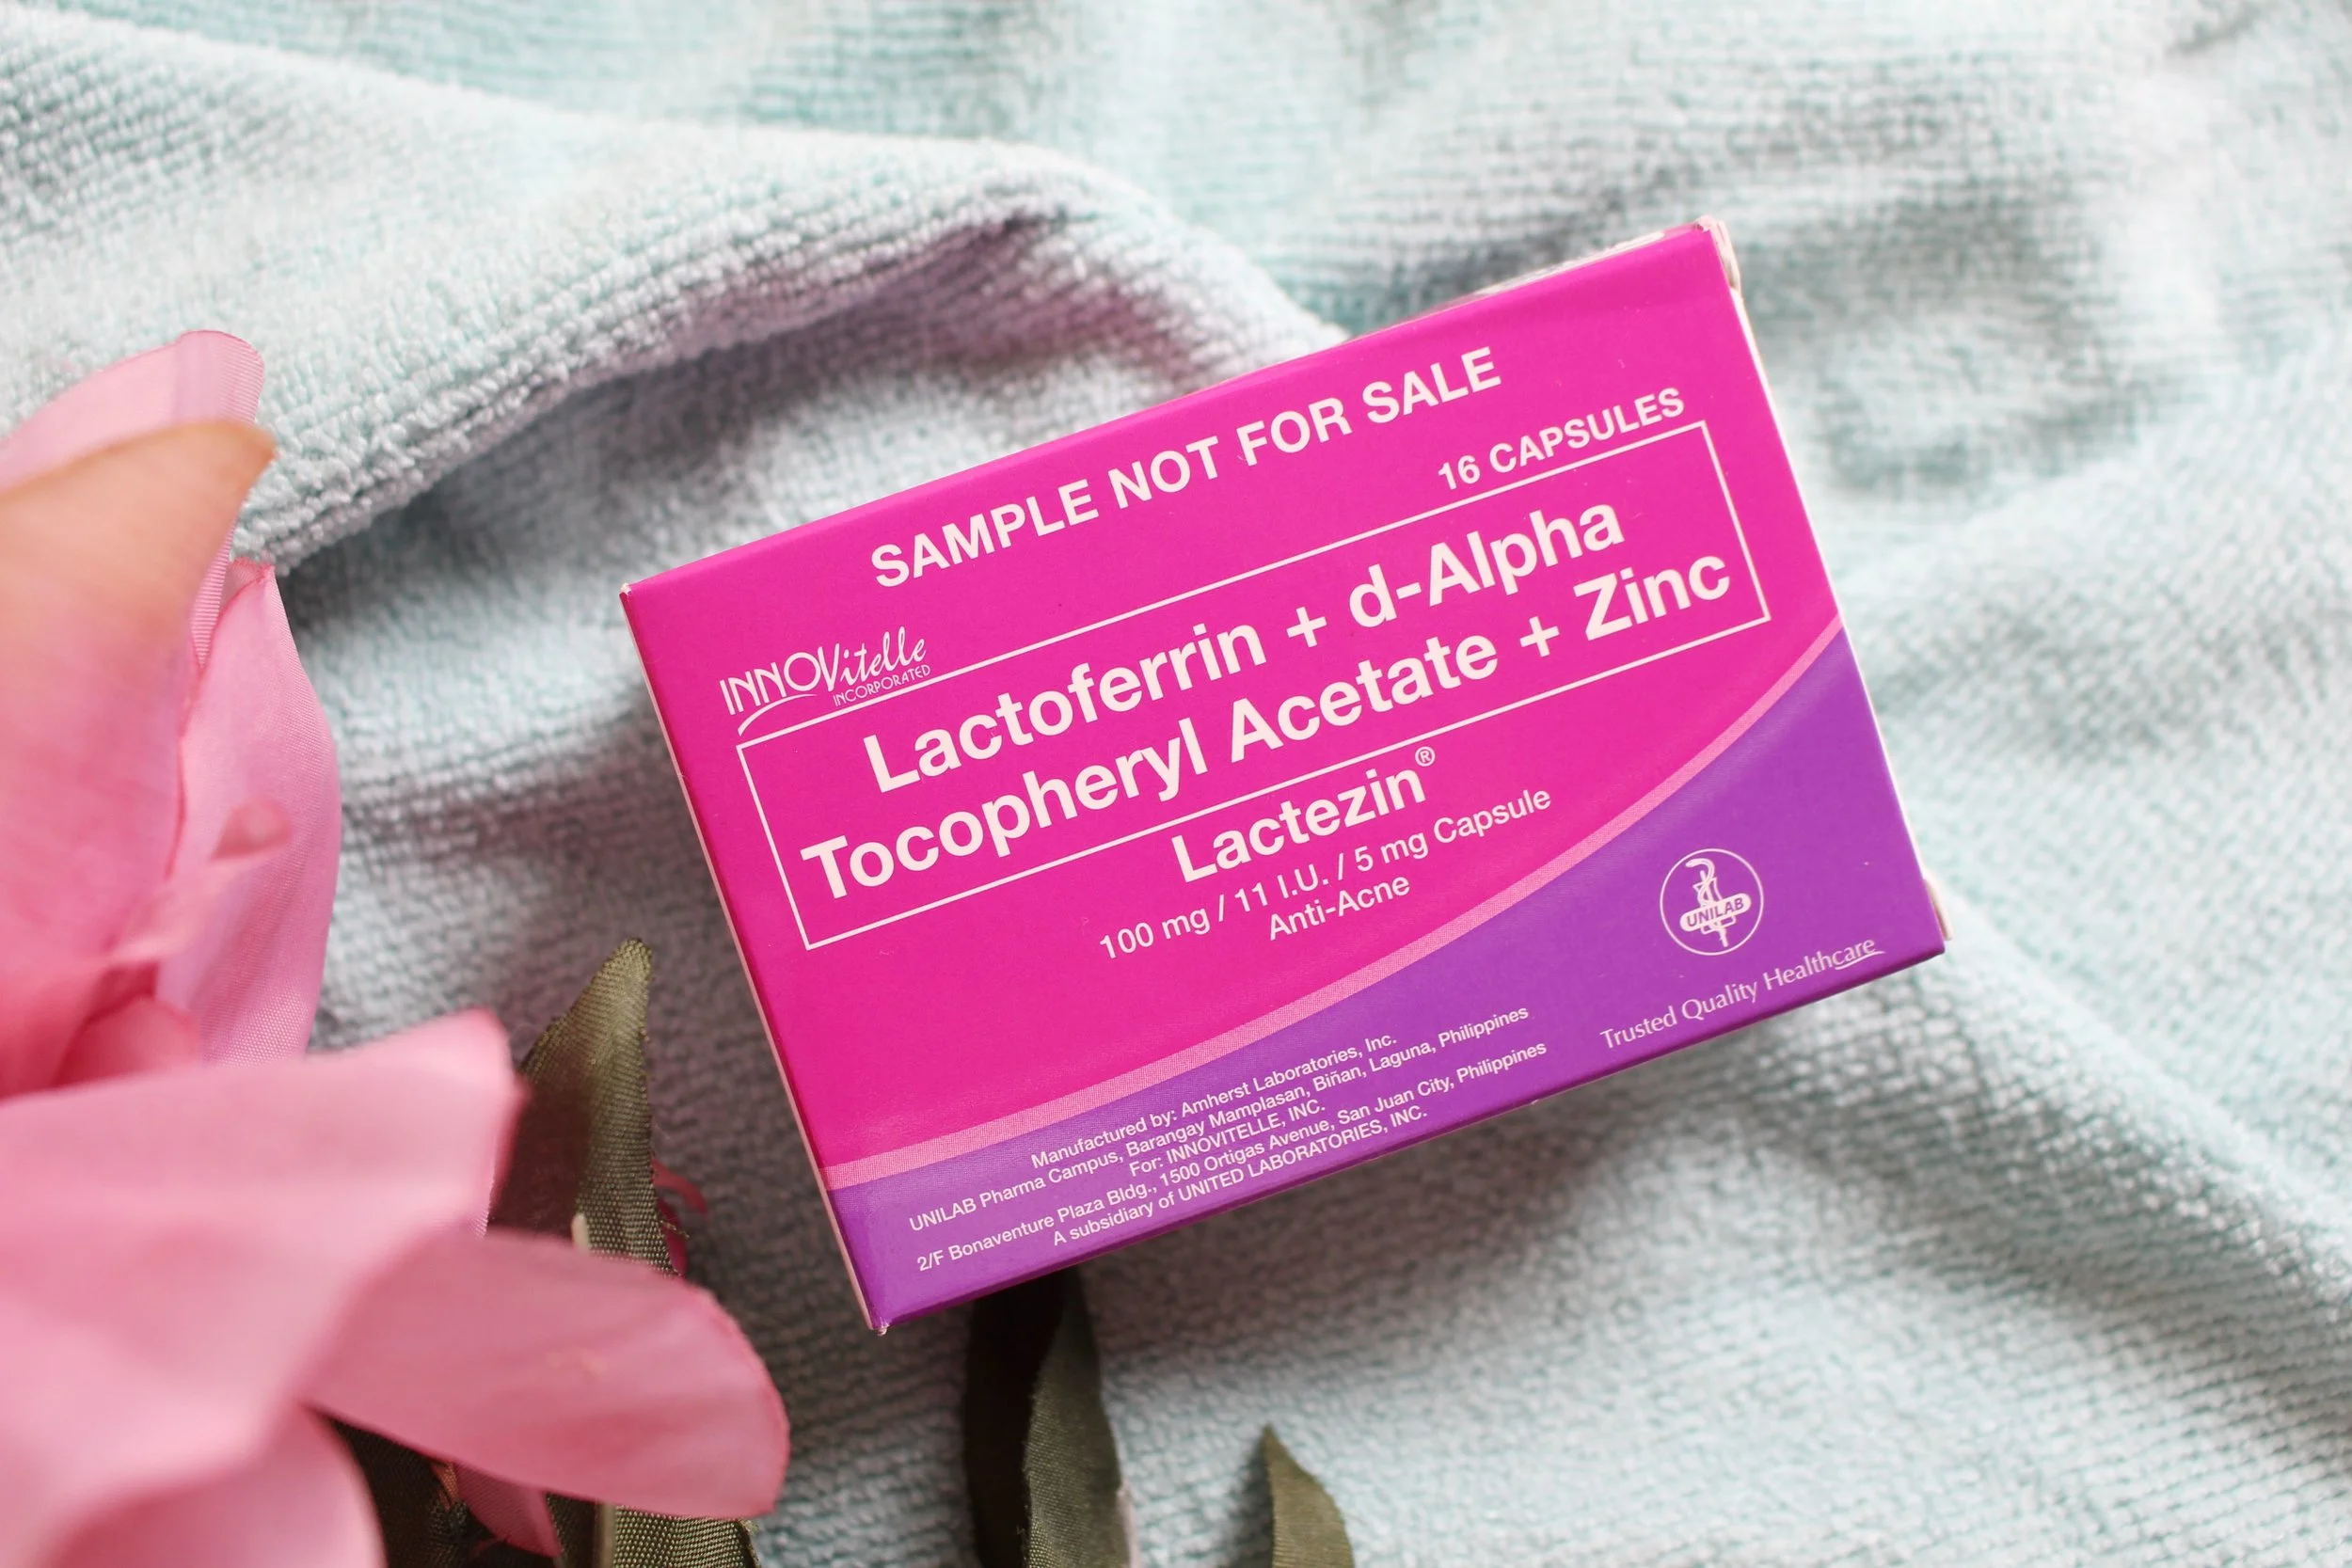 SAMPLE NOT FOR SALE
16 CAPSULES
INNOVitelle
INCORPORATED
Lactoferrin + d-Alpha
Tocopheryl Acetate + Zinc
Lactezin®
100 mg / 11 I.U. / 5 mg Capsule
Anti-Acne
UNILAB
Trusted Quality Healthcare
Manufactured by: Amherst Laboratories, Inc.
UNILAB Pharma Campus, Barangay Mamplasan, Biñan, Laguna, Philippines
For: INNOVITELLE, INC.
2/F Bonaventure Plaza Bldg., 1500 Ortigas Avenue, San Juan City, Philippines
A subsidiary of UNITED LABORATORIES, INC.